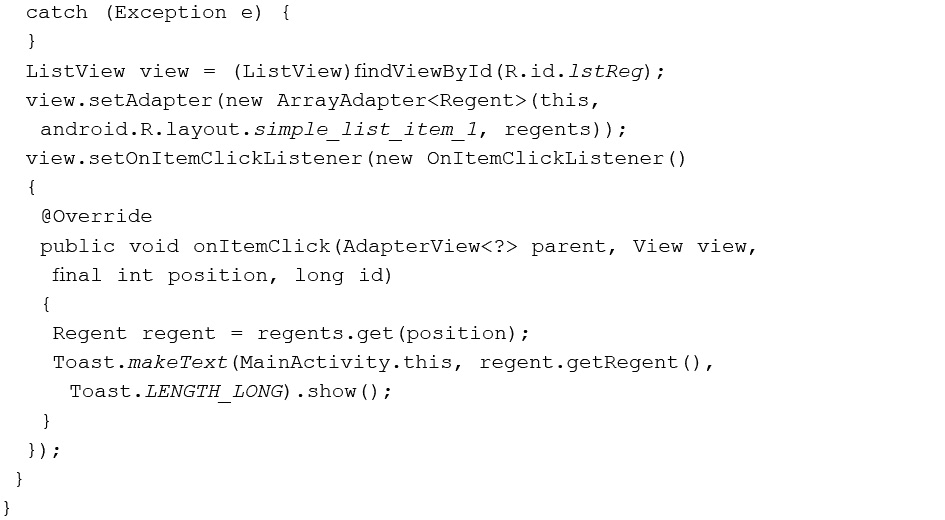 catch (Exception e) {
}
ListView view = (ListView)findViewById(R.id.lstReg);
view.setAdapter(new ArrayAdapter<Regent>(this,
android.R.layout.simple_list_item_1, regents));
view.setOnItemClickListener(new OnItemClickListener()
{
@Override
public void onItemClick(AdapterView<?> parent, View view,
final int position, long id)
{
Regent regent = regents.get(position);
Toast.makeText(MainActivity.this, regent.getRegent(),
Toast.LENGTH_LONG).show();
}
});
}
}